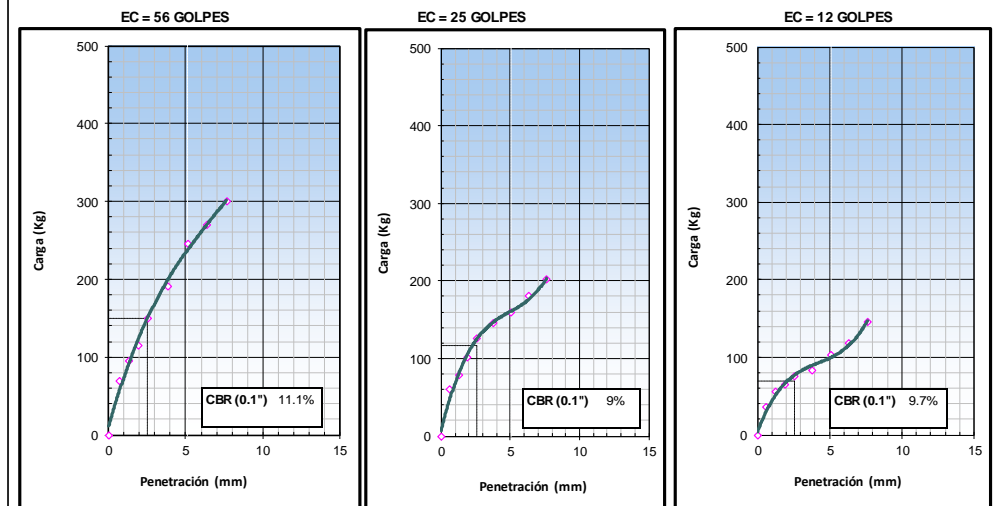 EC = 56 GOLPES
500
400
300
200
100
0
0 5 10 15
Carga (Kg)
Penetración (mm)
CBR (0.1") 11.1%
EC = 25 GOLPES
500
400
300
200
100
0
0 5 10 15
Carga (Kg)
Penetración (mm)
CBR (0.1") 9%
EC = 12 GOLPES
500
400
300
200
100
0
0 5 10 15
Carga (Kg)
Penetración (mm)
CBR (0.1") 9.7%